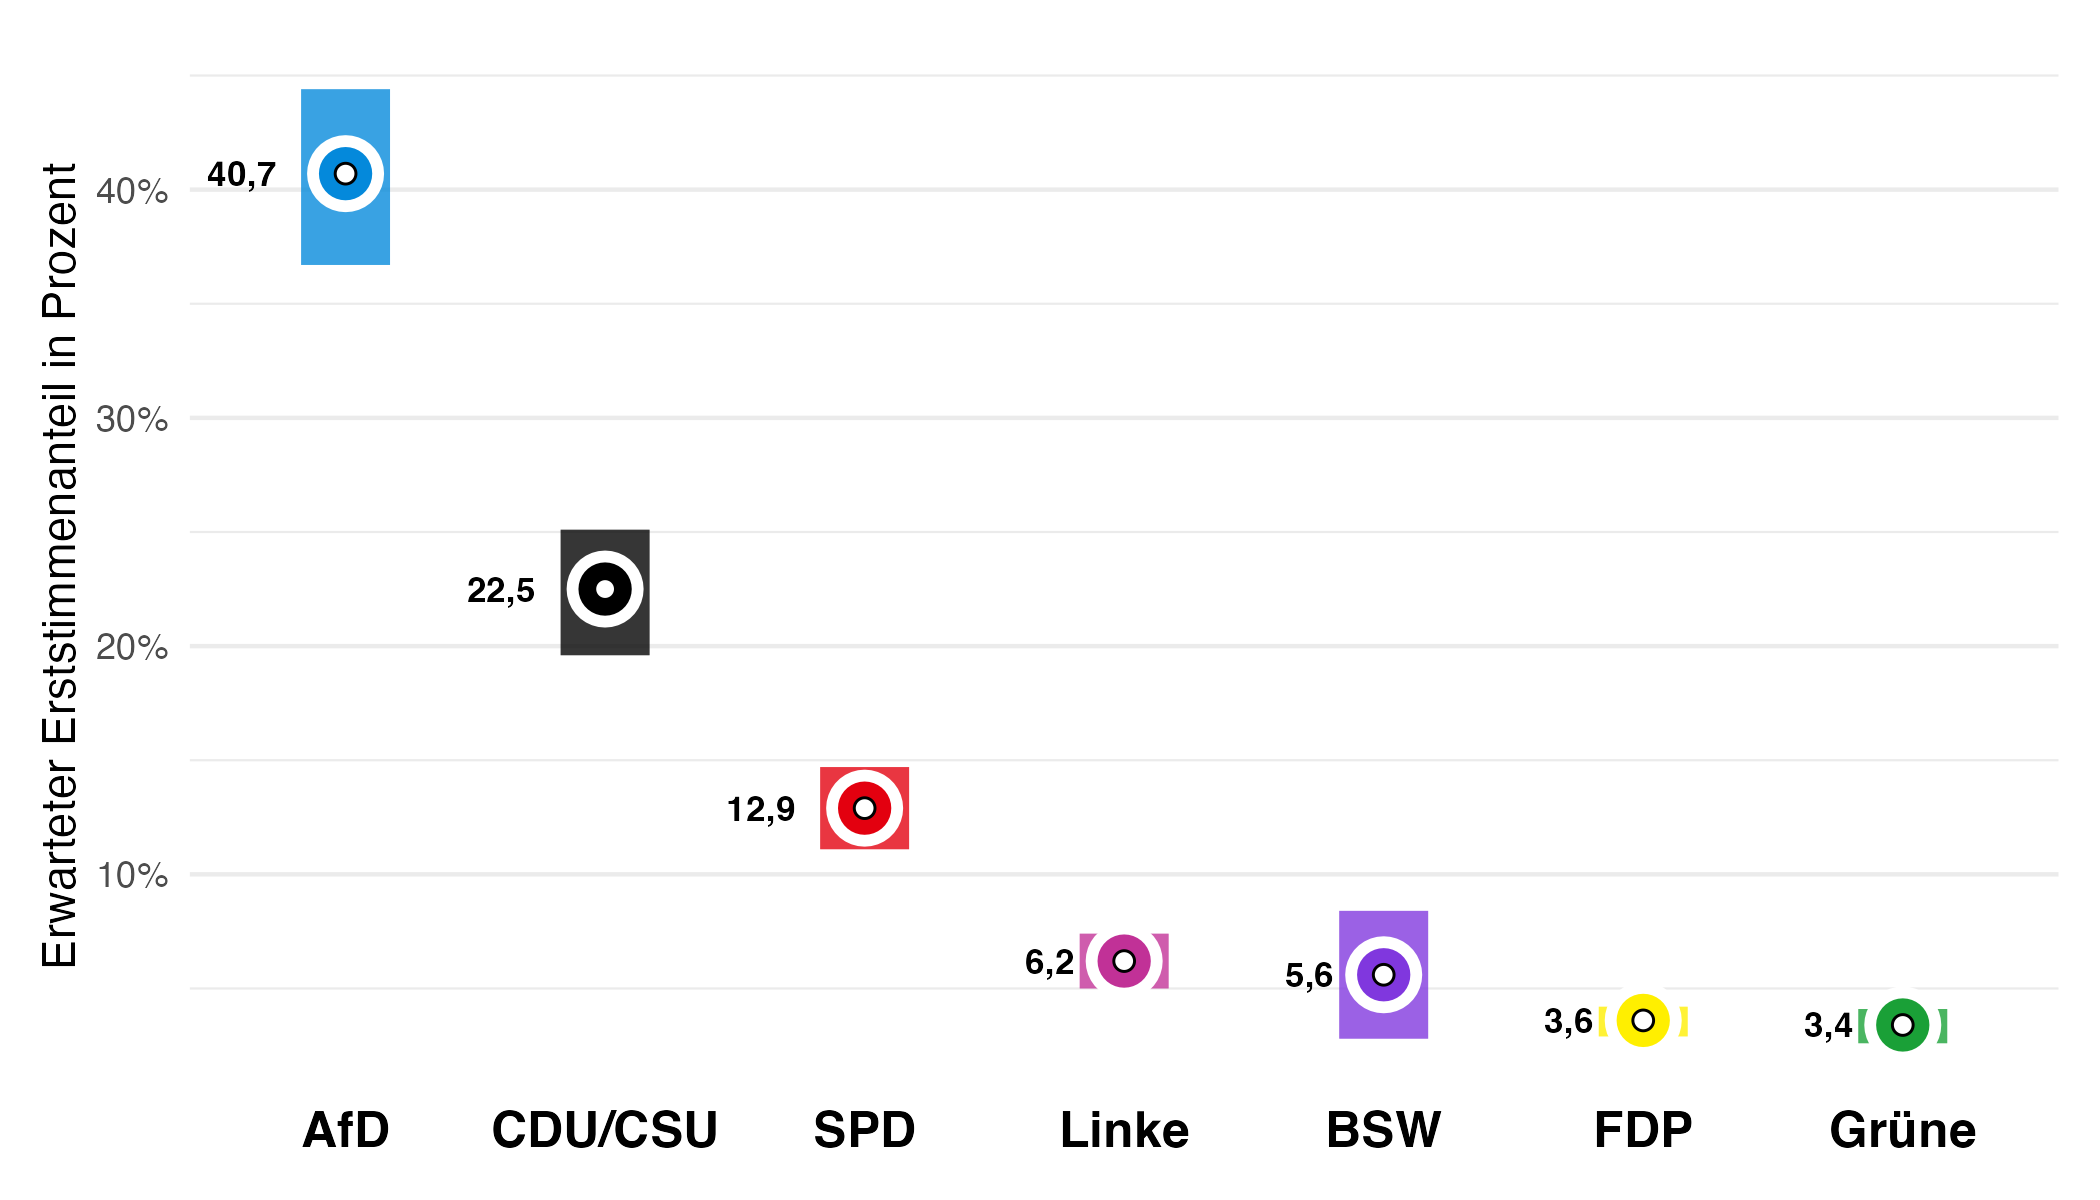 Erwarteter Erststimmenanteil in Prozent
40%
30%
20%
10%
40,7
22,5
12,9
6,2
5,6
3,6
3,4
AfD
CDU/CSU
SPD
Linke
BSW
FDP
Grüne